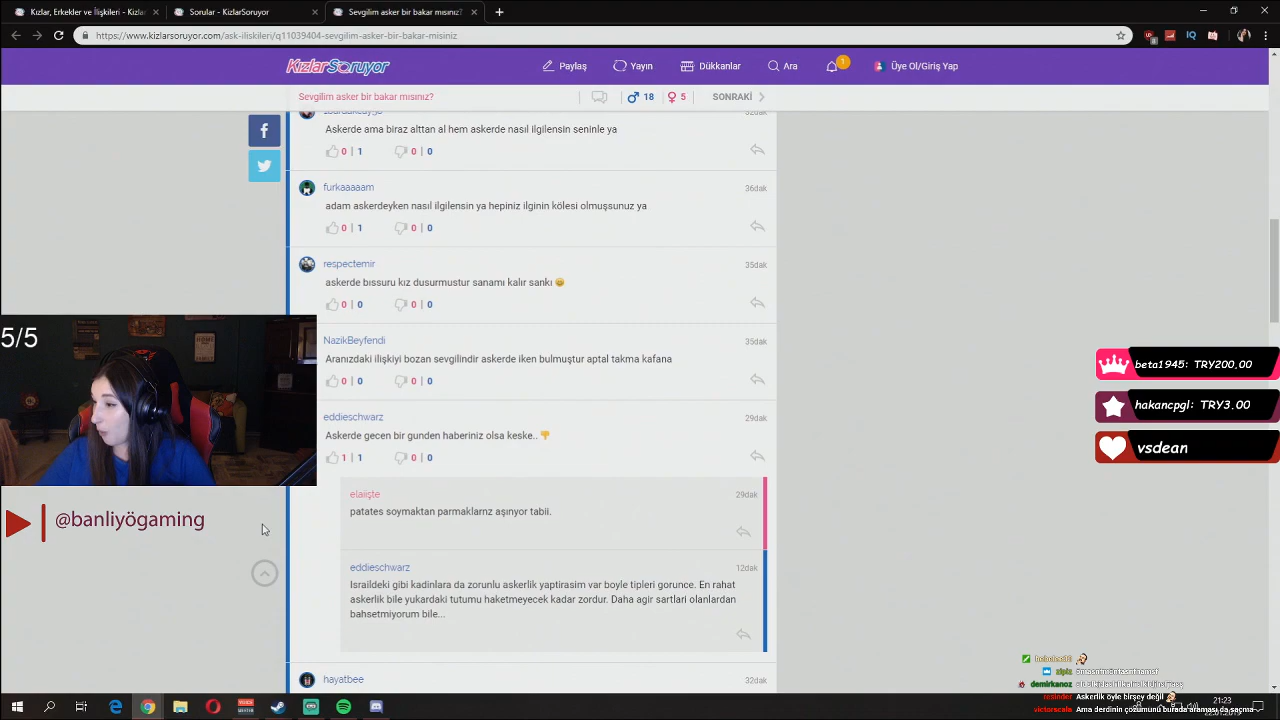 Kızlar, Erkekler ve İlişkileri - Kızlar
Sorular - KızlarSoruyor
Sevgilim asker bir bakar mısınız?
https://www.kizlarsoruyor.com/ask-iliskileri/q11039404-sevgilim-asker-bir-bakar-misiniz
KızlarSoruyor
Paylaş
Yayın
Dükkanlar
Ara
1
Üye Ol/Giriş Yap
Sevgilim asker bir bakar mısınız?
18
5
SONRAKİ
Askerde ama biraz alttan al hem askerde nasıl ilgilensin seninle ya
0 | 1
0 | 0
furkaaaaam
36dak
adam askerdeyken nasıl ilgilensin ya hepiniz ilginin kölesi olmuşsunuz ya
0 | 1
0 | 0
respectemir
35dak
askerde bıssuru kız dusurmustur sanamı kalır sankı
0 | 0
0 | 0
NazikBeyfendi
35dak
Aranızdaki ilişkiyi bozan sevgilindir askerde iken bulmuştur aptal takma kafana
0 | 0
0 | 0
eddieschwarz
29dak
Askerde gecen bir gunden haberiniz olsa keske..
1 | 1
0 | 0
elaiişte
29dak
patates soymaktan parmaklarnz aşınıyor tabii.
eddieschwarz
12dak
Israildeki gibi kadinlara da zorunlu askerlik yaptirasim var boyle tipleri gorunce. En rahat
askerlik bile yukardaki tutumu haketmeyecek kadar zordur. Daha agir sartlari olanlardan
bahsetmiyorum bile...
hayatbee
32dak
5/5
@banliyögaming
beta1945: TRY200.00
hakancpgl: TRY3.00
vsdean
demirkanoz
resinder Askerlik öyle birşey değil
victorscala Ama derdinin çözümünü burada araması da saçma
21:23